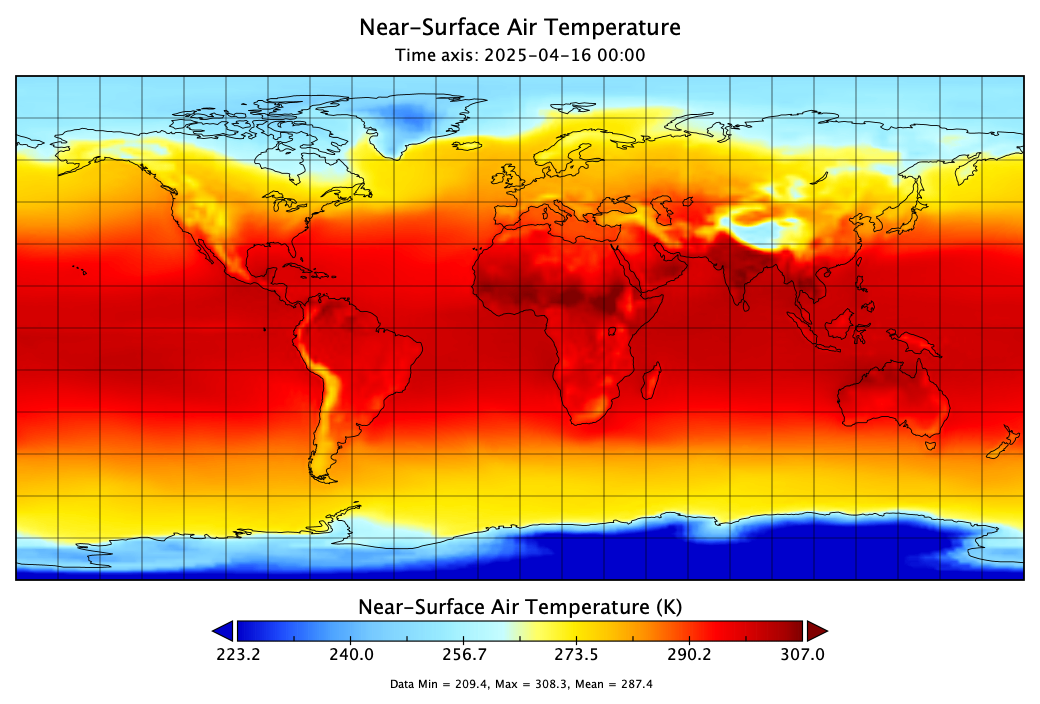 Near-Surface Air Temperature
Time axis: 2025-04-16 00:00
Near-Surface Air Temperature (K)
223.2 240.0 256.7 273.5 290.2 307.0
Data Min = 209.4, Max = 308.3, Mean = 287.4